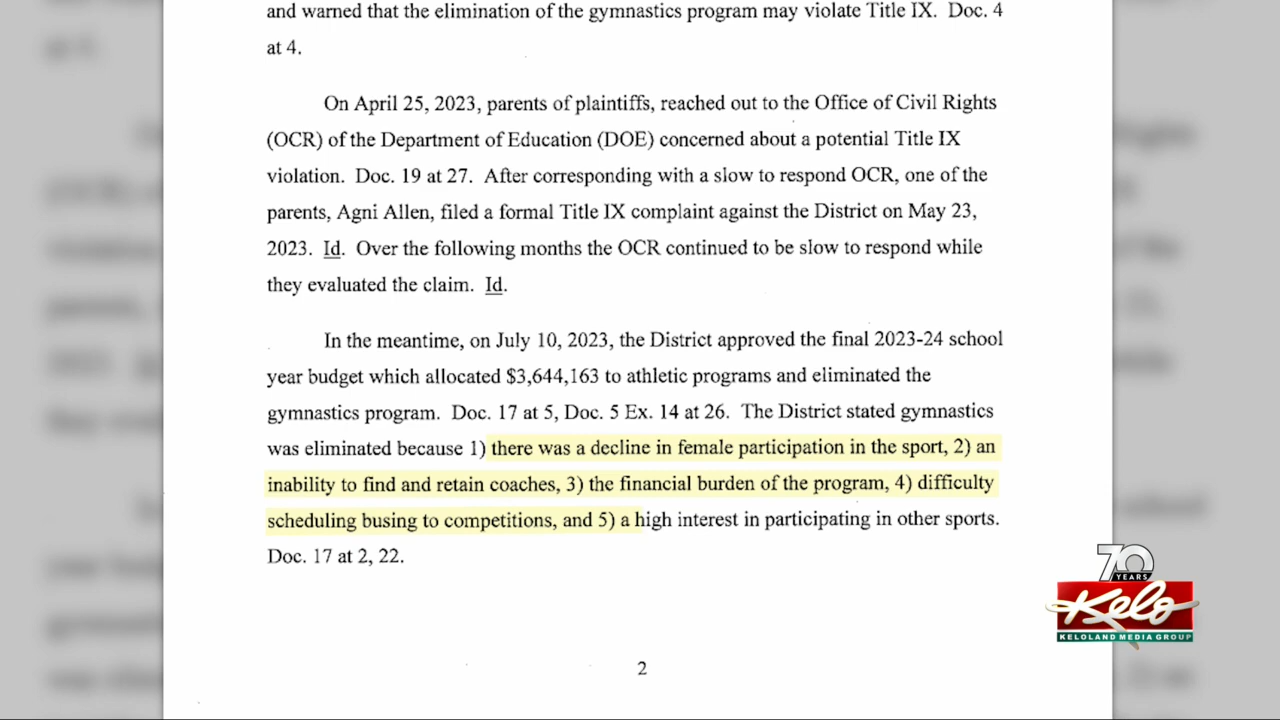 and warned that the elimination of the gymnastics program may violate Title IX. Doc. 4
at 4.
On April 25, 2023, parents of plaintiffs, reached out to the Office of Civil Rights
(OCR) of the Department of Education (DOE) concerned about a potential Title IX
violation. Doc. 19 at 27. After corresponding with a slow to respond OCR, one of the
parents, Agni Allen, filed a formal Title IX complaint against the District on May 23,
2023. Id. Over the following months the OCR continued to be slow to respond while
they evaluated the claim. Id.
In the meantime, on July 10, 2023, the District approved the final 2023-24 school
year budget which allocated $3,644,163 to athletic programs and eliminated the
gymnastics program. Doc. 17 at 5, Doc. 5 Ex. 14 at 26. The District stated gymnastics
was eliminated because 1) there was a decline in female participation in the sport, 2) an
inability to find and retain coaches, 3) the financial burden of the program, 4) difficulty
scheduling busing to competitions, and 5) a high interest in participating in other sports.
Doc. 17 at 2, 22.
2
70
YEARS
Kelo
KELOLAND MEDIA GROUP